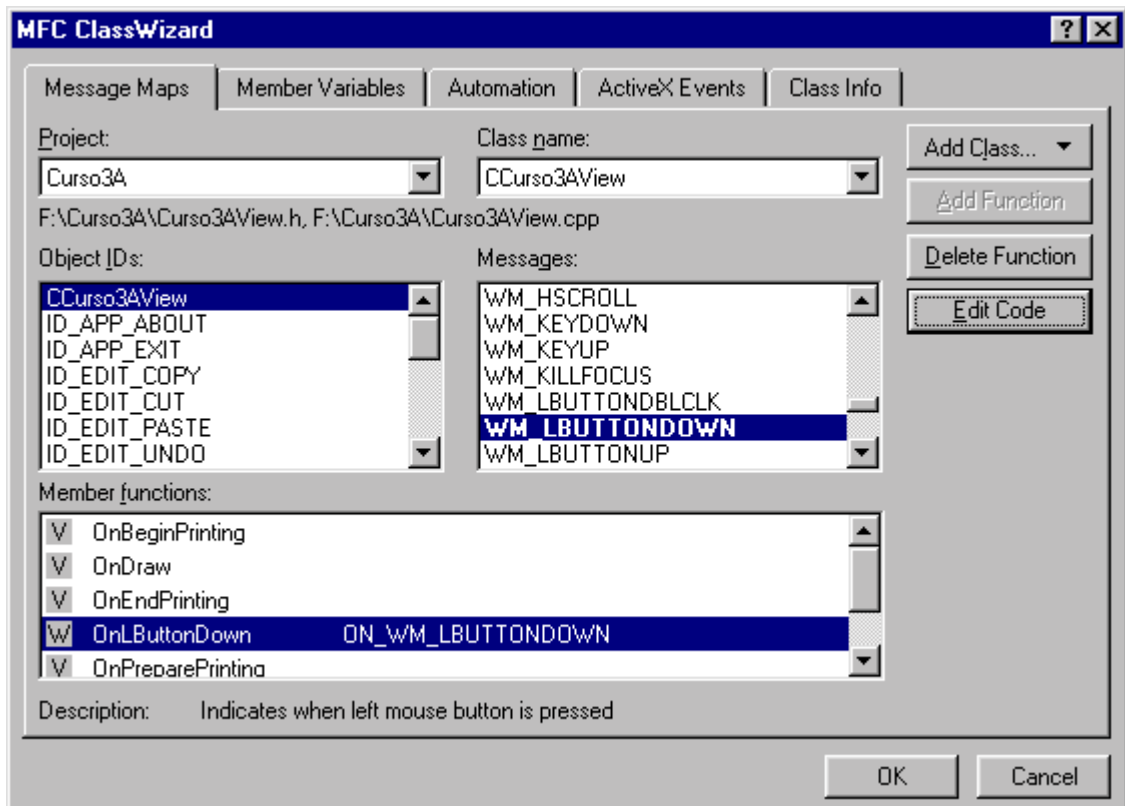 MFC ClassWizard
Message Maps Member Variables Automation ActiveX Events Class Info
Project: Class name:
Curso3A CCurso3AView
F:\Curso3A\Curso3AView.h, F:\Curso3A\Curso3AView.cpp
Add Class...
Add Function
Delete Function
Edit Code
Object IDs:
CCurso3AView
ID_APP_ABOUT
ID_APP_EXIT
ID_EDIT_COPY
ID_EDIT_CUT
ID_EDIT_PASTE
ID_EDIT_UNDO
Messages:
WM_HSCROLL
WM_KEYDOWN
WM_KEYUP
WM_KILLFOCUS
WM_LBUTTONDBLCLK
WM_LBUTTONDOWN
WM_LBUTTONUP
Member functions:
V OnBeginPrinting
V OnDraw
V OnEndPrinting
W OnLButtonDown ON_WM_LBUTTONDOWN
V OnPreparePrinting
Description: Indicates when left mouse button is pressed
OK Cancel